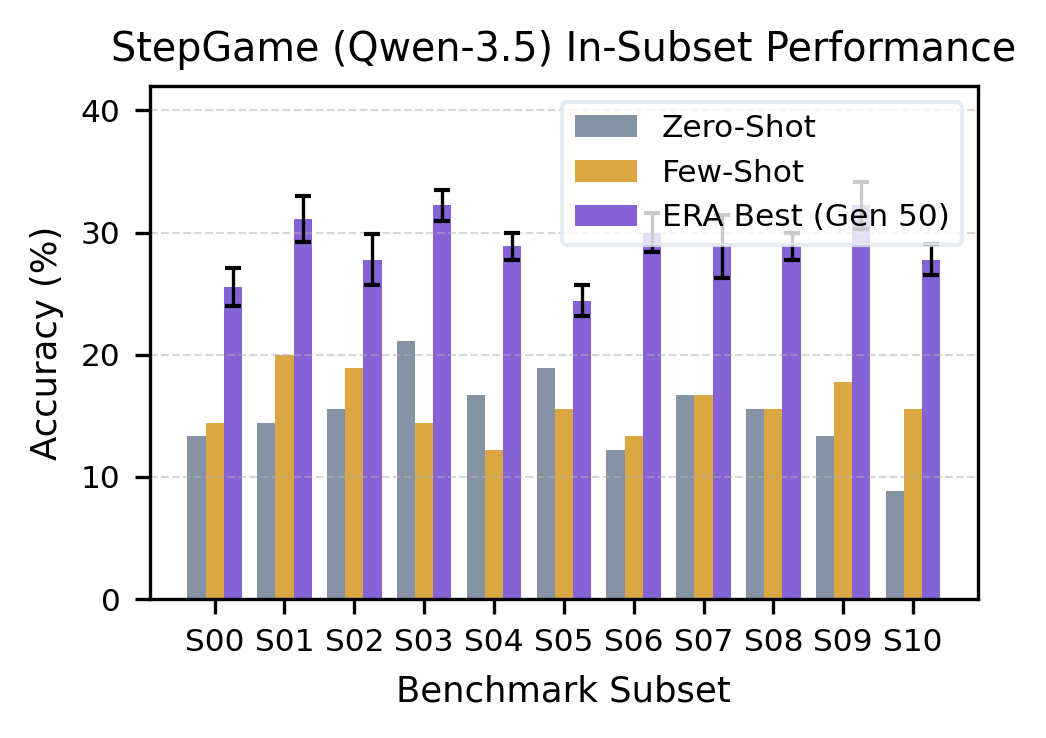 StepGame (Qwen-3.5) In-Subset Performance
Zero-Shot
Few-Shot
ERA Best (Gen 50)
Accuracy (%)
40
30
20
10
0
S00 S01 S02 S03 S04 S05 S06 S07 S08 S09 S10
Benchmark Subset